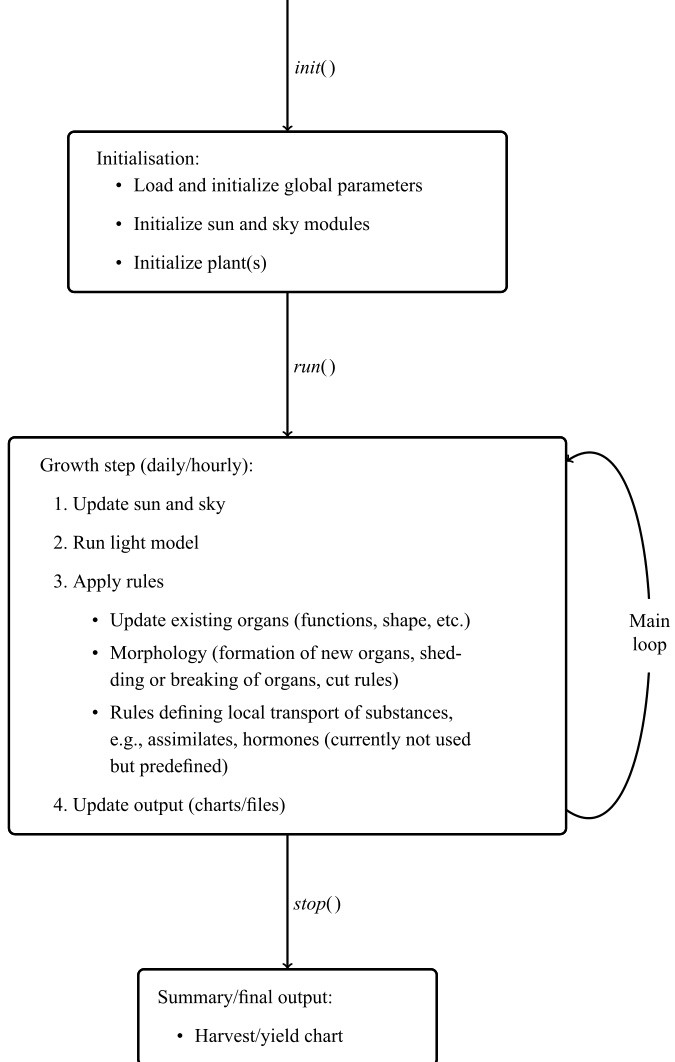 init()
Initialisation:
• Load and initialize global parameters
• Initialize sun and sky modules
• Initialize plant(s)
run()
Growth step (daily/hourly):
1. Update sun and sky
2. Run light model
3. Apply rules
• Update existing organs (functions, shape, etc.)
• Morphology (formation of new organs, shed-
ding or breaking of organs, cut rules)
• Rules defining local transport of substances,
e.g., assimilates, hormones (currently not used
but predefined)
4. Update output (charts/files)
Main
loop
stop()
Summary/final output:
• Harvest/yield chart